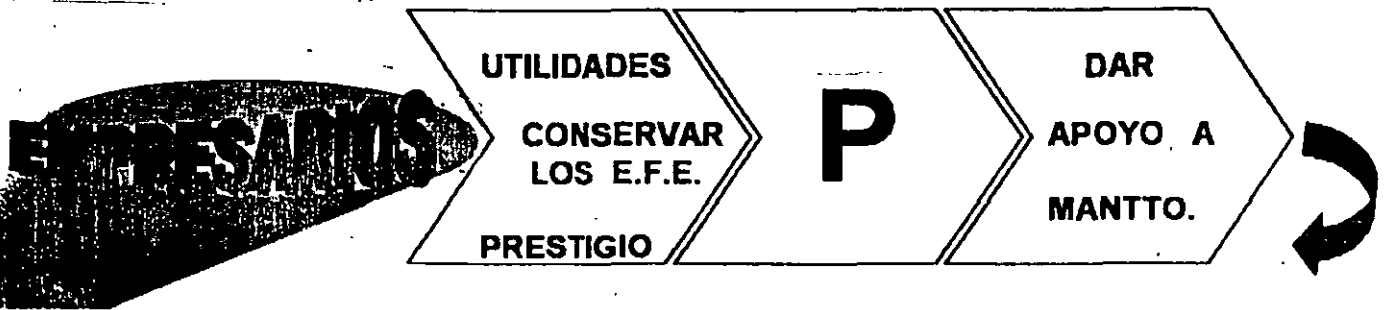 EMPRESARIOS
UTILIDADES
CONSERVAR
LOS E.F.E.
PRESTIGIO
P
DAR
APOYO A
MANTTO.